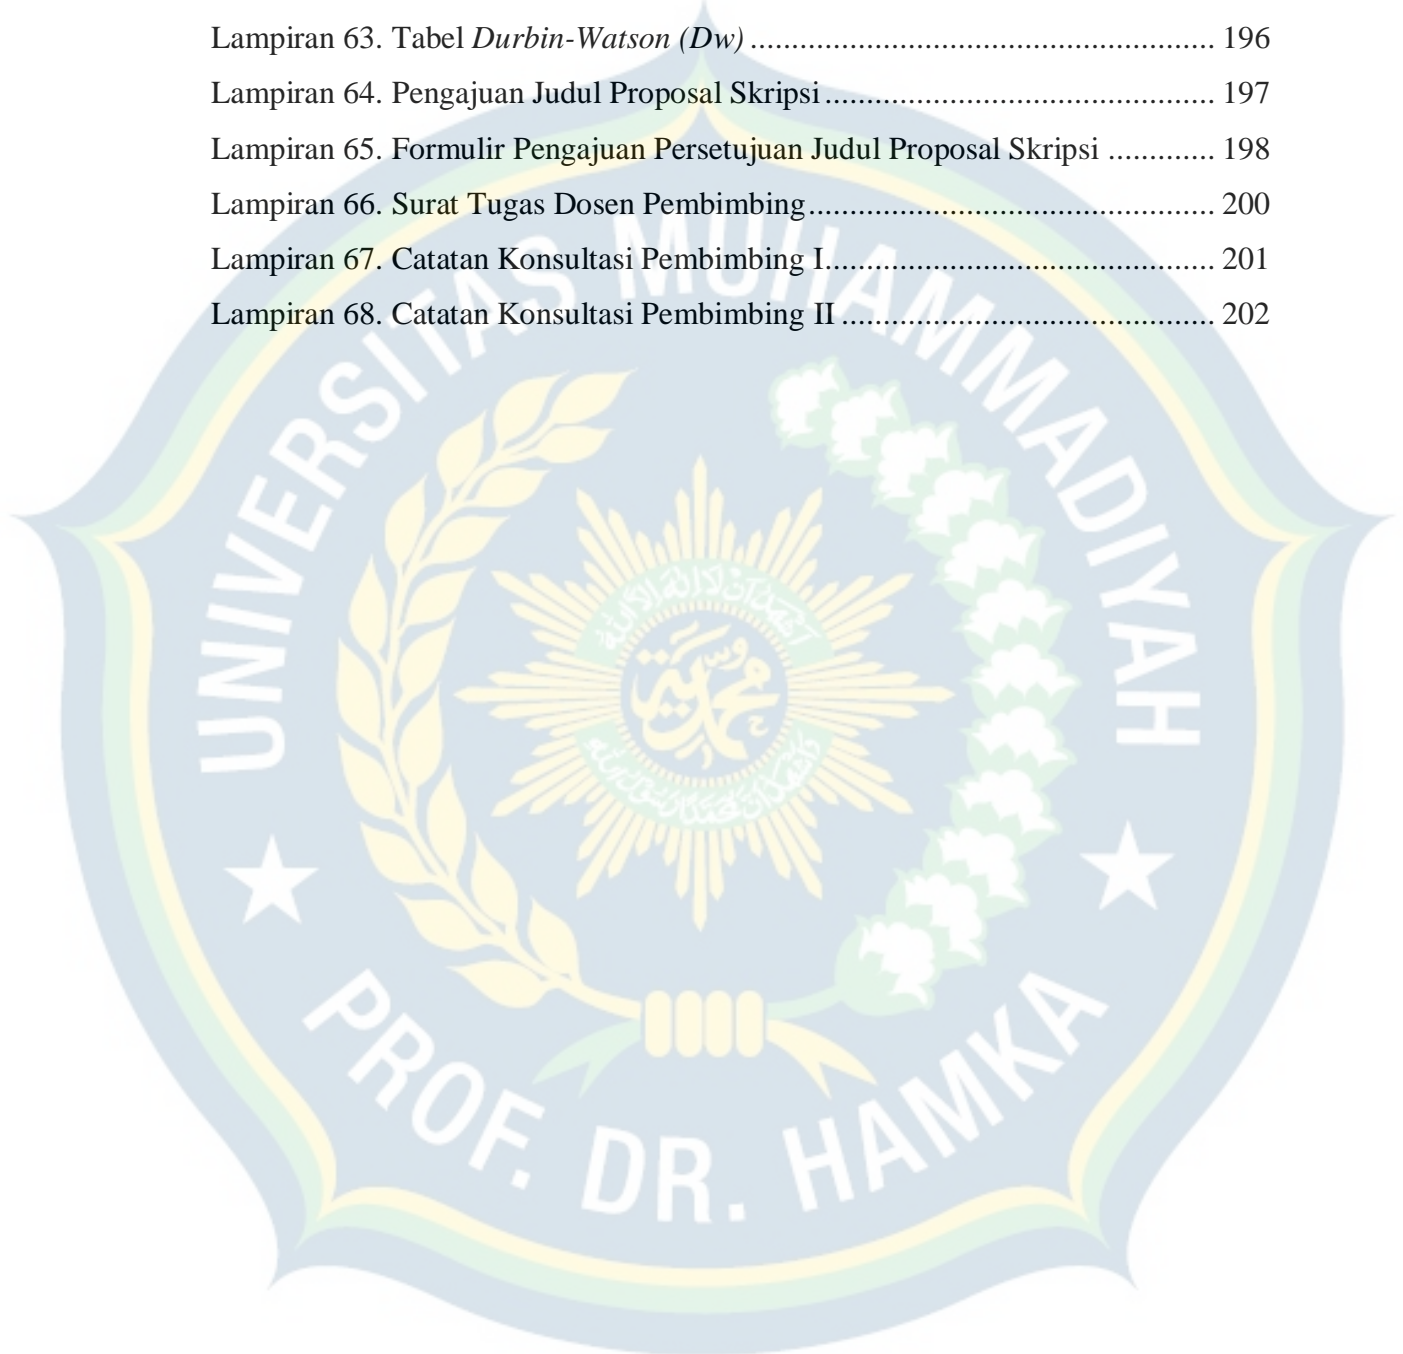 Lampiran 63. Tabel Durbin-Watson (Dw) ......................................................... 196
Lampiran 64. Pengajuan Judul Proposal Skripsi ............................................... 197
Lampiran 65. Formulir Pengajuan Persetujuan Judul Proposal Skripsi ............. 198
Lampiran 66. Surat Tugas Dosen Pembimbing ................................................. 200
Lampiran 67. Catatan Konsultasi Pembimbing I ............................................... 201
Lampiran 68. Catatan Konsultasi Pembimbing II .............................................. 202
UNIVERSITAS MUHAMMADIYAH
PROF. DR. HAMKA